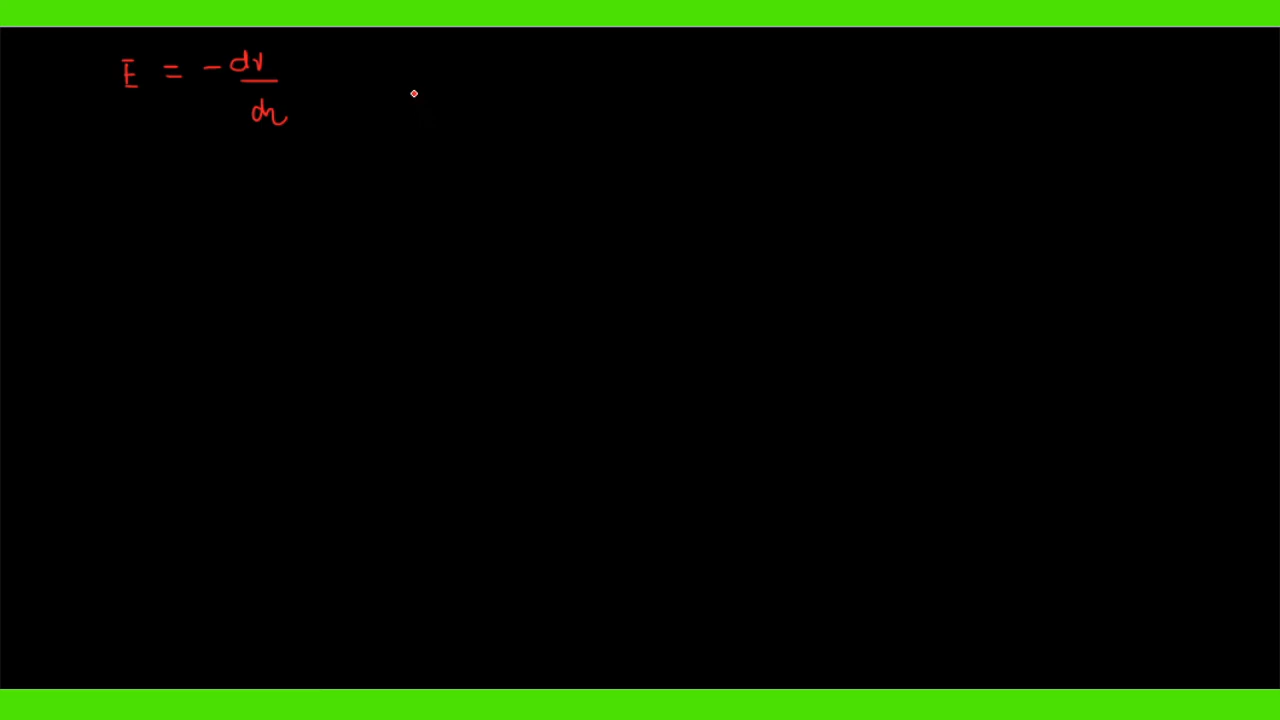 E = - dv/dr